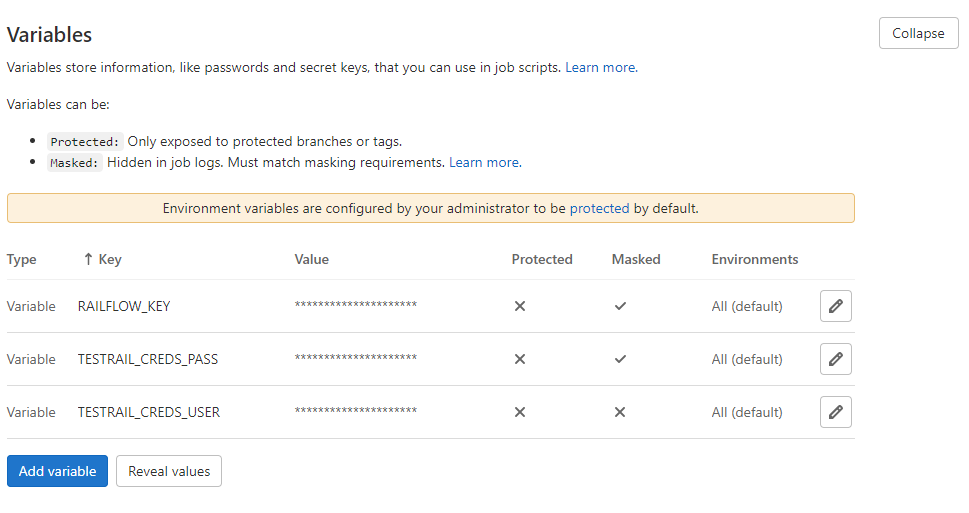 Variables
Collapse
Variables store information, like passwords and secret keys, that you can use in job scripts. Learn more.
Variables can be:
• Protected: Only exposed to protected branches or tags.
• Masked: Hidden in job logs. Must match masking requirements. Learn more.
Environment variables are configured by your administrator to be protected by default.
Type ↑ Key Value Protected Masked Environments
Variable RAILFLOW_KEY ********************* ✕ ✓ All (default)
Variable TESTRAIL_CREDS_PASS ********************* ✕ ✓ All (default)
Variable TESTRAIL_CREDS_USER ********************* ✕ ✕ All (default)
Add variable Reveal values